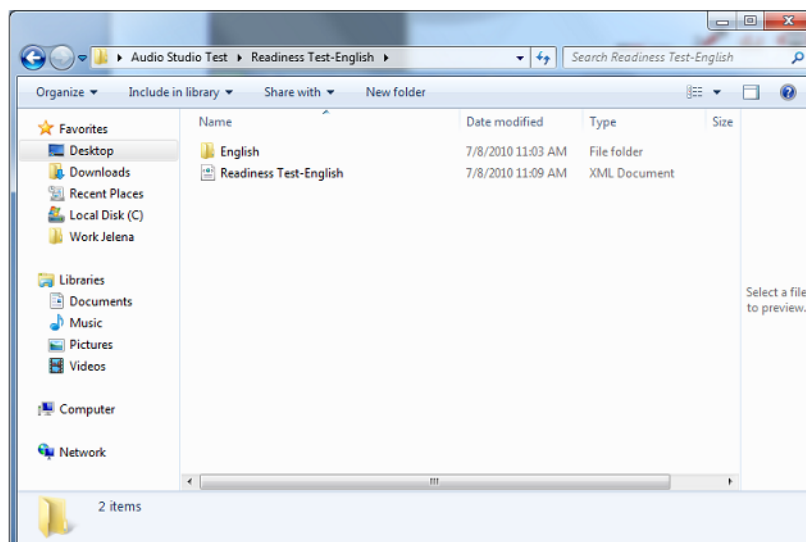 Audio Studio Test Readiness Test-English Search Readiness Test-English
Organize Include in library Share with New folder
Favorites
Desktop
Downloads
Recent Places
Local Disk (C)
Work Jelena
Libraries
Documents
Music
Pictures
Videos
Computer
Network
Name Date modified Type Size
English 7/8/2010 11:03 AM File folder
Readiness Test-English 7/8/2010 11:09 AM XML Document
Select a file
to preview.
2 items